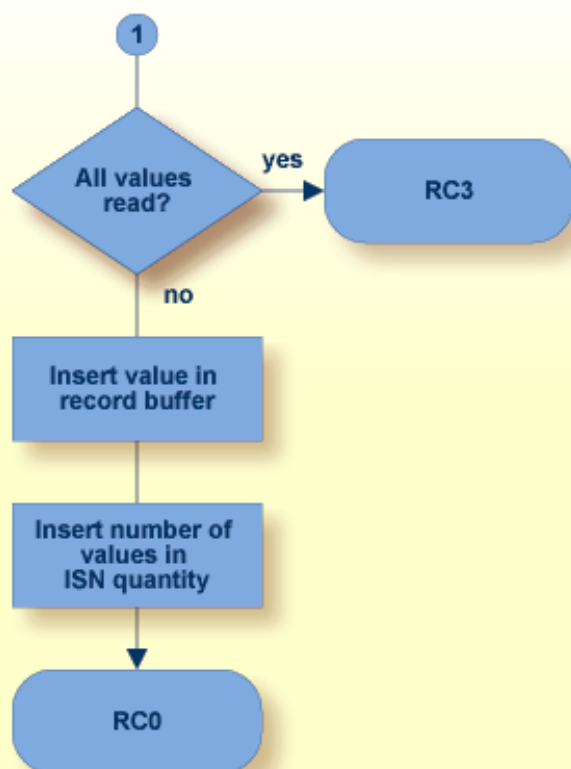 1
All values
read?
yes
RC3
no
Insert value in
record buffer
Insert number of
values in
ISN quantity
RC0